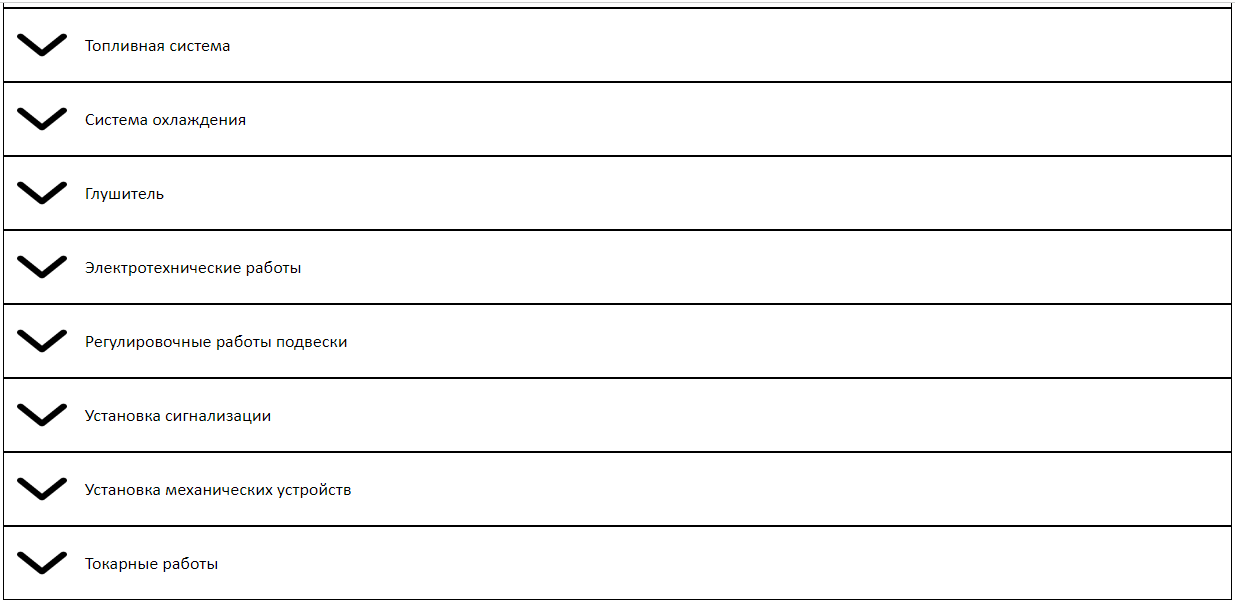 Топливная система
Система охлаждения
Глушитель
Электротехнические работы
Регулировочные работы подвески
Установка сигнализации
Установка механических устройств
Токарные работы